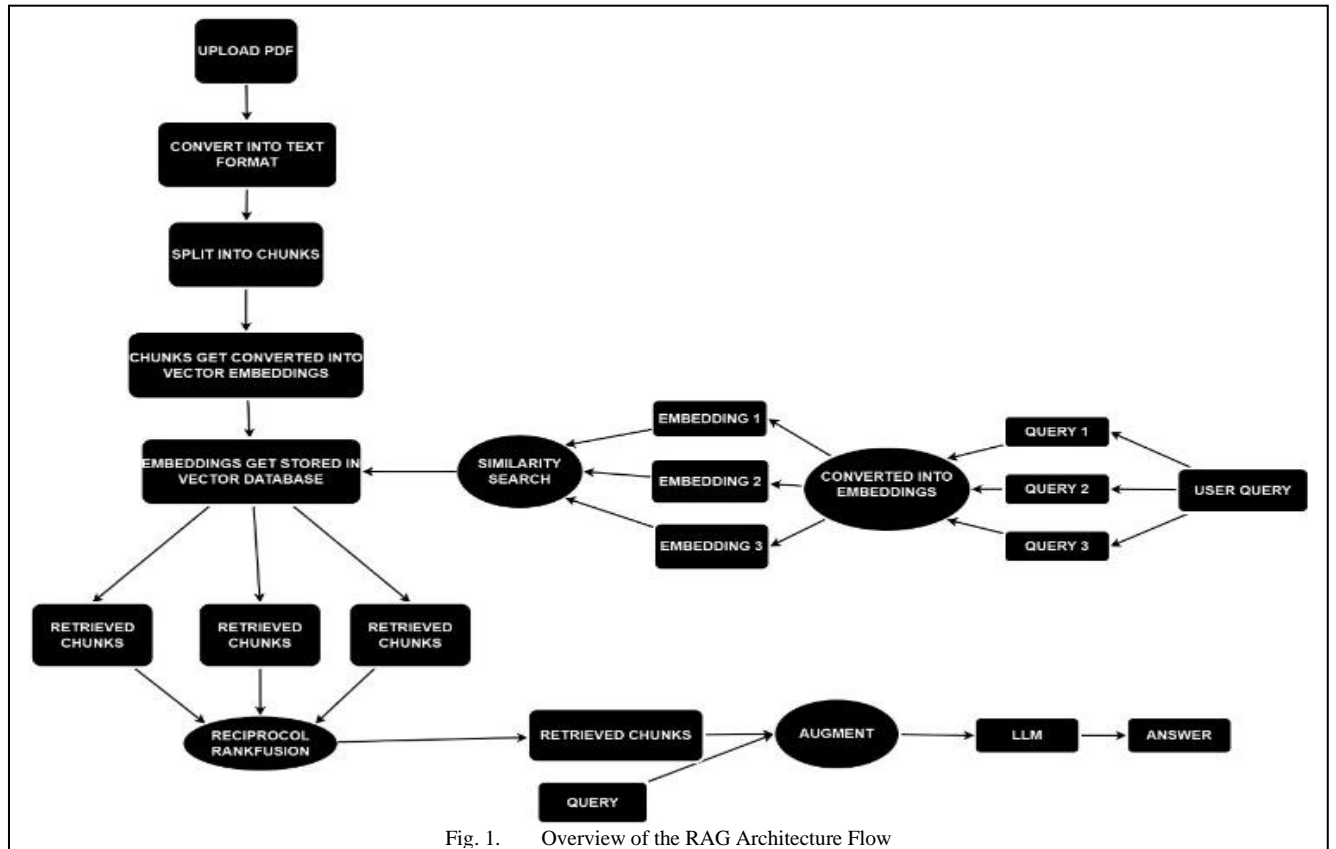 UPLOAD PDF
CONVERT INTO TEXT
FORMAT
SPLIT INTO CHUNKS
CHUNKS GET CONVERTED INTO
VECTOR EMBEDDINGS
EMBEDDINGS GET STORED IN
VECTOR DATABASE
SIMILARITY
SEARCH
EMBEDDING 1
EMBEDDING 2
EMBEDDING 3
CONVERTED INTO
EMBEDDINGS
QUERY 1
QUERY 2
QUERY 3
USER QUERY
RETRIEVED
CHUNKS
RETRIEVED
CHUNKS
RETRIEVED
CHUNKS
RECIPROCOL
RANKFUSION
RETRIEVED CHUNKS
QUERY
AUGMENT
LLM
ANSWER
Fig. 1. Overview of the RAG Architecture Flow